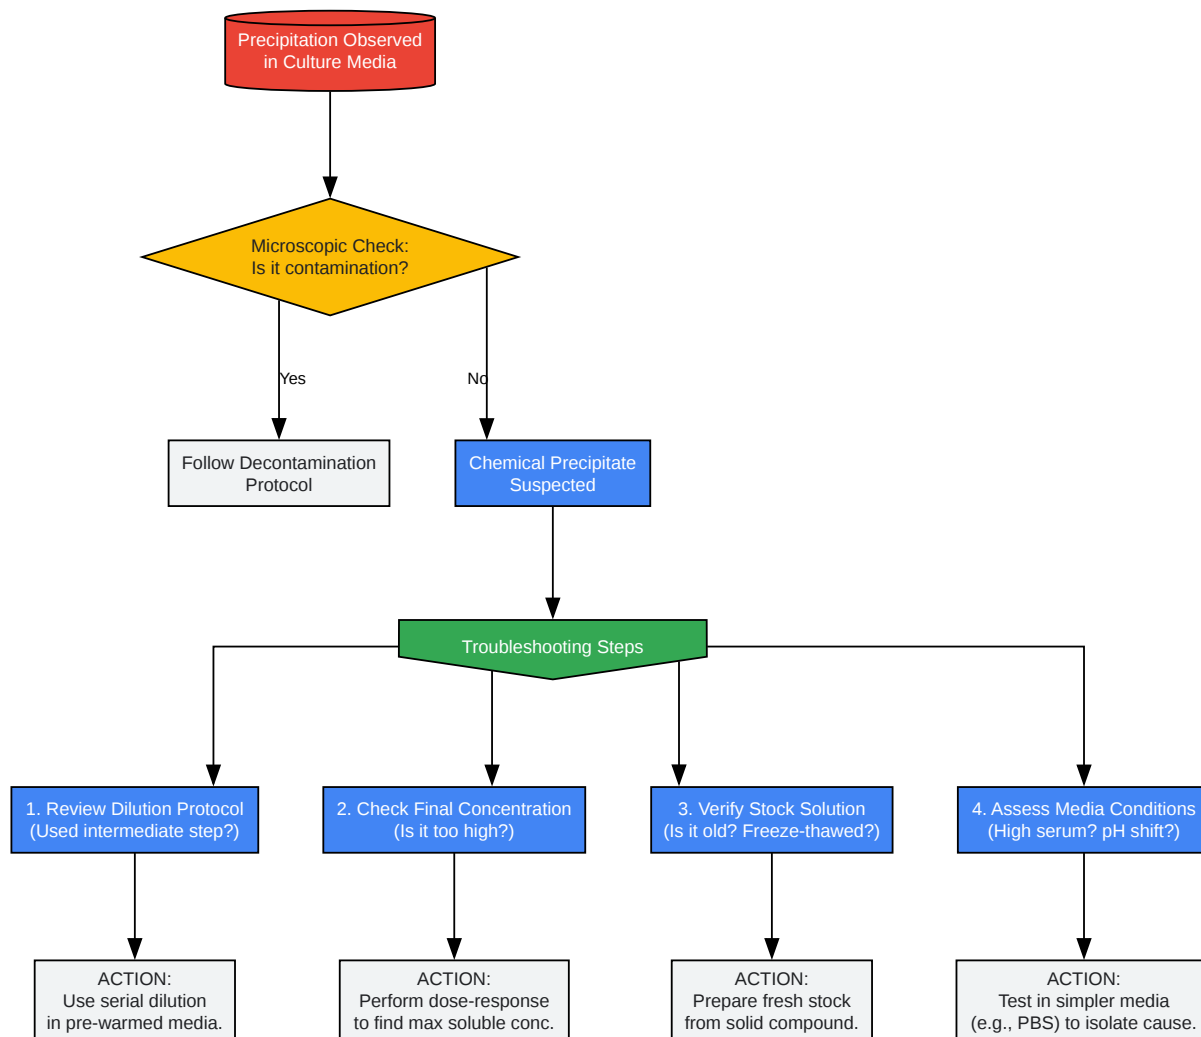 Precipitation Observed
in Culture Media
Microscopic Check:
Is it contamination?
Yes
No
Follow Decontamination
Protocol
Chemical Precipitate
Suspected
Troubleshooting Steps
1. Review Dilution Protocol
(Used intermediate step?)
2. Check Final Concentration
(Is it too high?)
3. Verify Stock Solution
(Is it old? Freeze-thawed?)
4. Assess Media Conditions
(High serum? pH shift?)
ACTION:
Use serial dilution
in pre-warmed media.
ACTION:
Perform dose-response
to find max soluble conc.
ACTION:
Prepare fresh stock
from solid compound.
ACTION:
Test in simpler media
(e.g., PBS) to isolate cause.